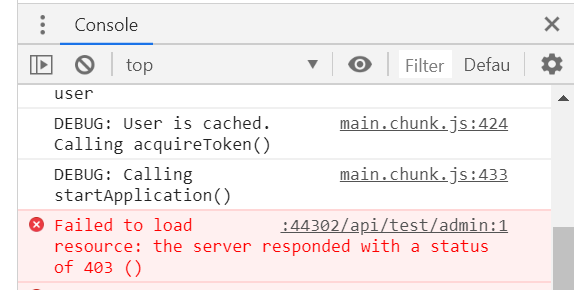 Console
top Filter Defau
user
DEBUG: User is cached. main.chunk.js:424
Calling acquireToken()
DEBUG: Calling main.chunk.js:433
startApplication()
Failed to load :44302/api/test/admin:1
resource: the server responded with a status
of 403 ()